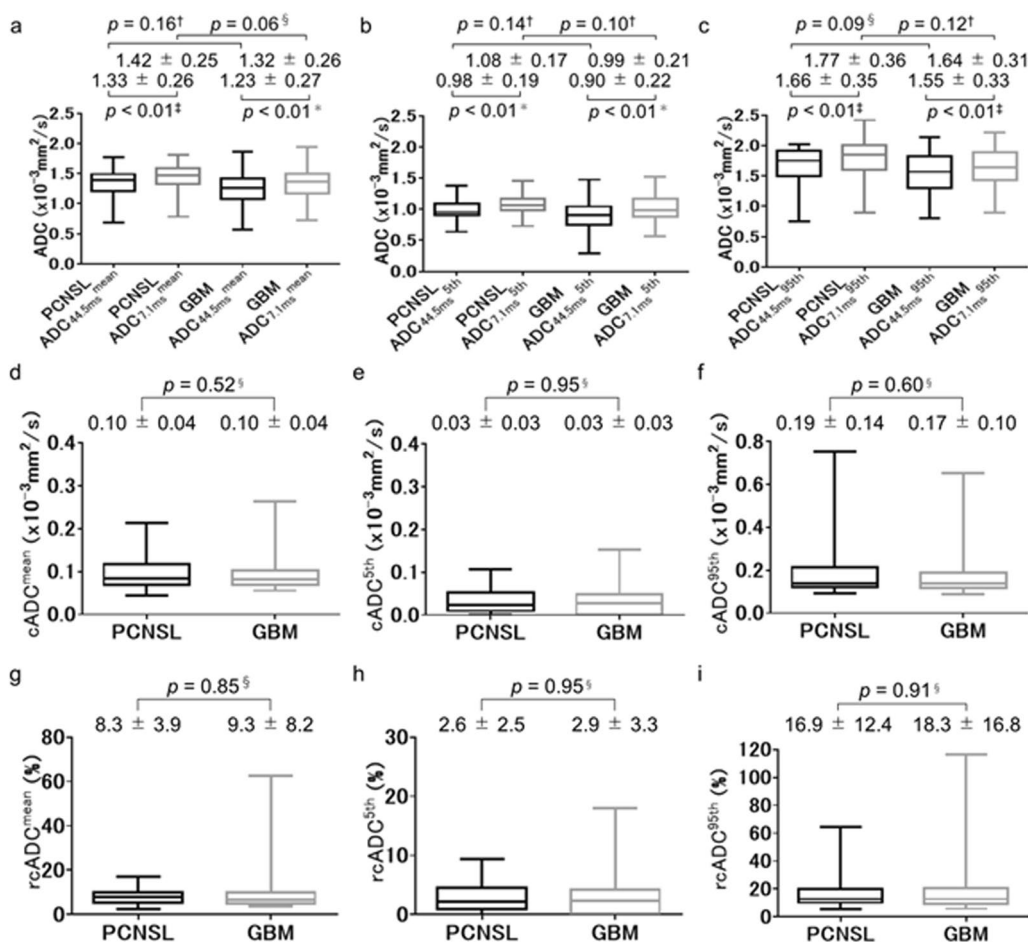 a
p = 0.16† p = 0.06§
1.42 ± 0.25 1.32 ± 0.26
1.33 ± 0.26 1.23 ± 0.27
p < 0.01‡ p < 0.01*
ADC (x10⁻³mm²/s)
2.5
2.0
1.5
1.0
0.5
0.0
PCNSL ADC44.5ms mean
PCNSL ADC7.1ms mean
GBM ADC44.5ms mean
GBM ADC7.1ms mean
b
p = 0.14† p = 0.10†
1.08 ± 0.17 0.99 ± 0.21
0.98 ± 0.19 0.90 ± 0.22
p < 0.01* p < 0.01*
ADC (x10⁻³mm²/s)
2.5
2.0
1.5
1.0
0.5
0.0
PCNSL ADC44.5ms 5th
PCNSL ADC7.1ms 5th
GBM ADC44.5ms 5th
GBM ADC7.1ms 5th
c
p = 0.09§ p = 0.12†
1.77 ± 0.36 1.64 ± 0.31
1.66 ± 0.35 1.55 ± 0.33
p < 0.01‡ p < 0.01‡
ADC (x10⁻³mm²/s)
2.5
2.0
1.5
1.0
0.5
0.0
PCNSL ADC44.5ms 95th
PCNSL ADC7.1ms 95th
GBM ADC44.5ms 95th
GBM ADC7.1ms 95th
d
p = 0.52§
0.10 ± 0.04 0.10 ± 0.04
cADCmean (x10⁻³mm²/s)
0.4
0.3
0.2
0.1
0.0
PCNSL GBM
e
p = 0.95§
0.03 ± 0.03 0.03 ± 0.03
cADC5th (x10⁻³mm²/s)
0.4
0.3
0.2
0.1
0.0
PCNSL GBM
f
p = 0.60§
0.19 ± 0.14 0.17 ± 0.10
cADC95th (x10⁻³mm²/s)
0.8
0.6
0.4
0.2
0.0
PCNSL GBM
g
p = 0.85§
8.3 ± 3.9 9.3 ± 8.2
rcADCmean (%)
80
60
40
20
0
PCNSL GBM
h
p = 0.95§
2.6 ± 2.5 2.9 ± 3.3
rcADC5th (%)
30
20
10
0
PCNSL GBM
i
p = 0.91§
16.9 ± 12.4 18.3 ± 16.8
rcADC95th (%)
120
100
80
60
40
20
0
PCNSL GBM